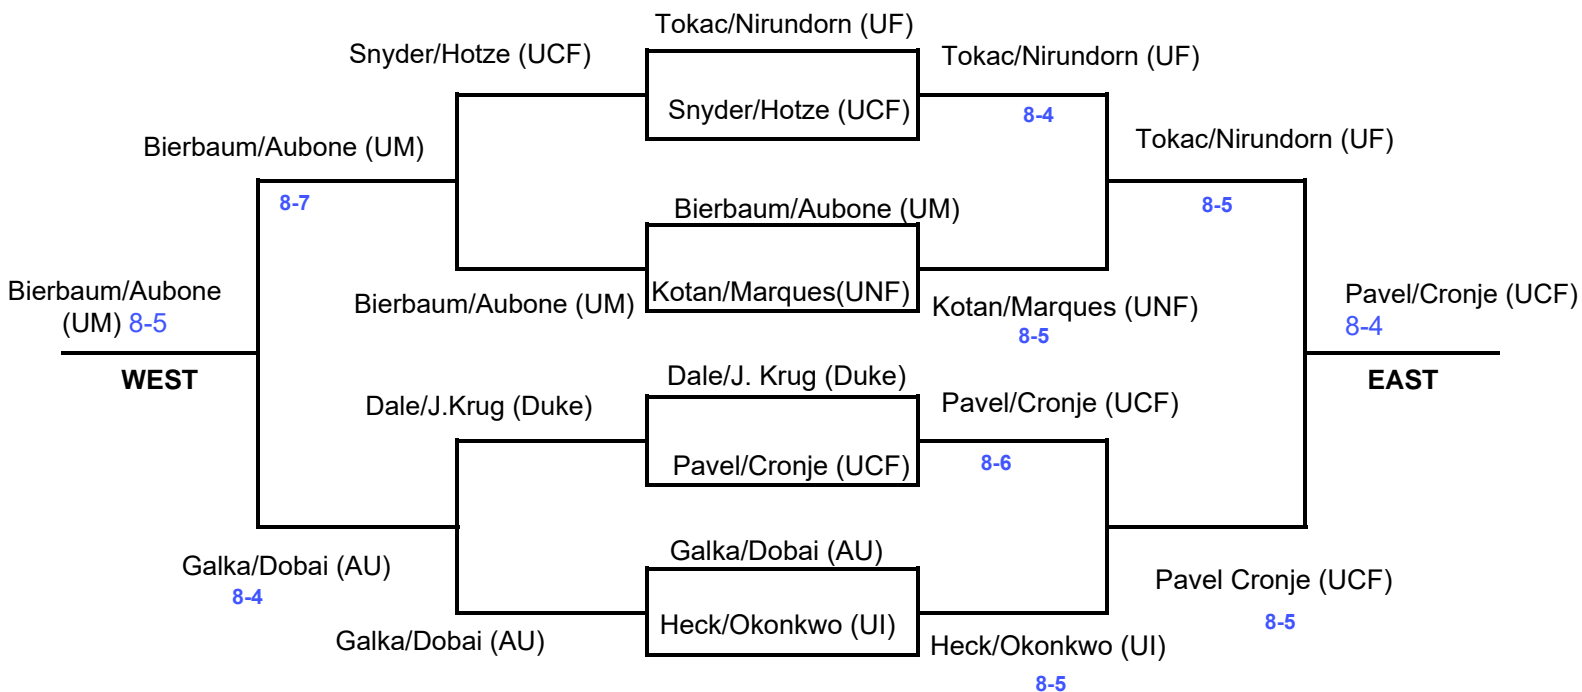 Tokac/Nirundorn (UF)
Snyder/Hotze (UCF)
Tokac/Nirundorn (UF)
Snyder/Hotze (UCF)
8-4
Bierbaum/Aubone (UM)
Tokac/Nirundorn (UF)
8-7
Bierbaum/Aubone (UM)
8-5
Bierbaum/Aubone
(UM) 8-5
Bierbaum/Aubone (UM)
Kotan/Marques(UNF)
Kotan/Marques (UNF)
8-5
Pavel/Cronje (UCF)
8-4
WEST
EAST
Dale/J. Krug (Duke)
Dale/J.Krug (Duke)
Pavel/Cronje (UCF)
Pavel/Cronje (UCF)
8-6
Galka/Dobai (AU)
Galka/Dobai (AU)
8-4
Pavel Cronje (UCF)
8-5
Galka/Dobai (AU)
Heck/Okonkwo (UI)
Heck/Okonkwo (UI)
8-5